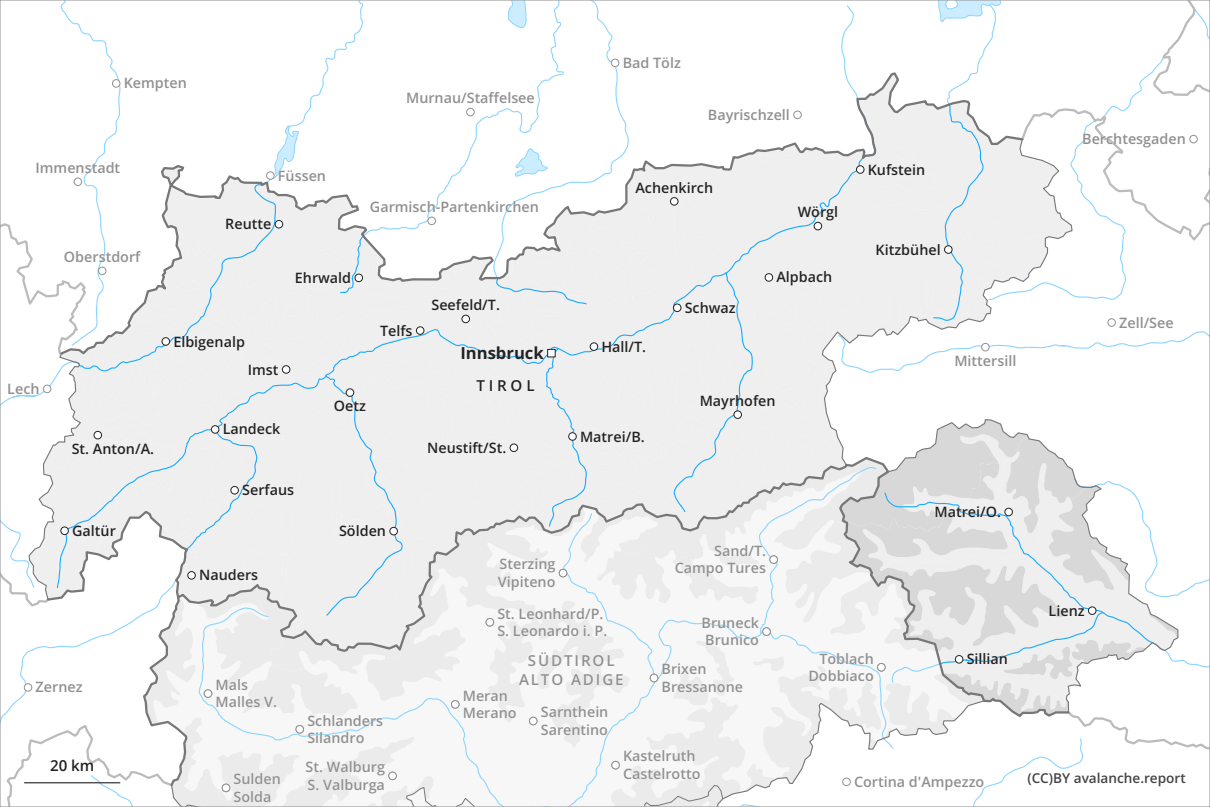 Kempten
Bad Tölz
Murnau/Staffelsee
Bayrischzell
Berchtesgaden
Immenstadt
Füssen
Kufstein
Achenkirch
Garmisch-Partenkirchen
Wörgl
Reutte
Kitzbühel
Oberstdorf
Ehrwald
Alpbach
Seefeld/T.
Schwaz
Zell/See
Telfs
Elbigenalp
Hall/T.
Innsbruck
Mittersill
Imst
TIROL
Lech
Oetz
Mayrhofen
Landeck
Matrei/B.
St. Anton/A.
Neustift/St.
Serfaus
Matrei/O.
Galtür
Sölden
Sand/T.
Campo Tures
Sterzing
Vipiteno
Nauders
Lienz
St. Leonhard/P.
S. Leonardo i. P.
Bruneck
Brunico
SÜDTIROL
ALTO ADIGE
Toblach
Dobbiaco
Sillian
Brixen
Bressanone
Zernez
Mals
Malles V.
Meran
Merano
Sarnthein
Sarentino
Schlanders
Silandro
Kastelruth
Castelrotto
St. Walburg
S. Valburga
20 km
Sulden
Solda
Cortina d'Ampezzo
(CC)BY avalanche.report